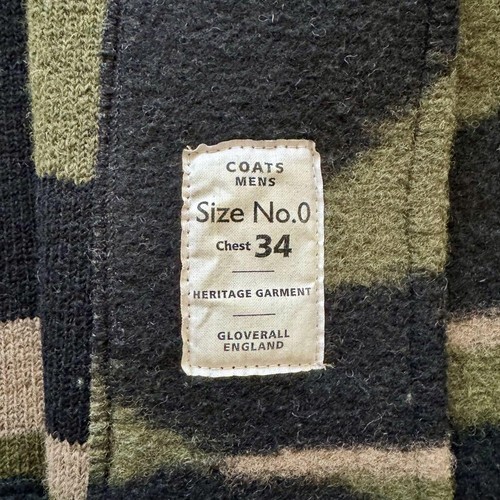 COATS
MENS
Size No.0
Chest 34
HERITAGE GARMENT
GLOVERALL
ENGLAND